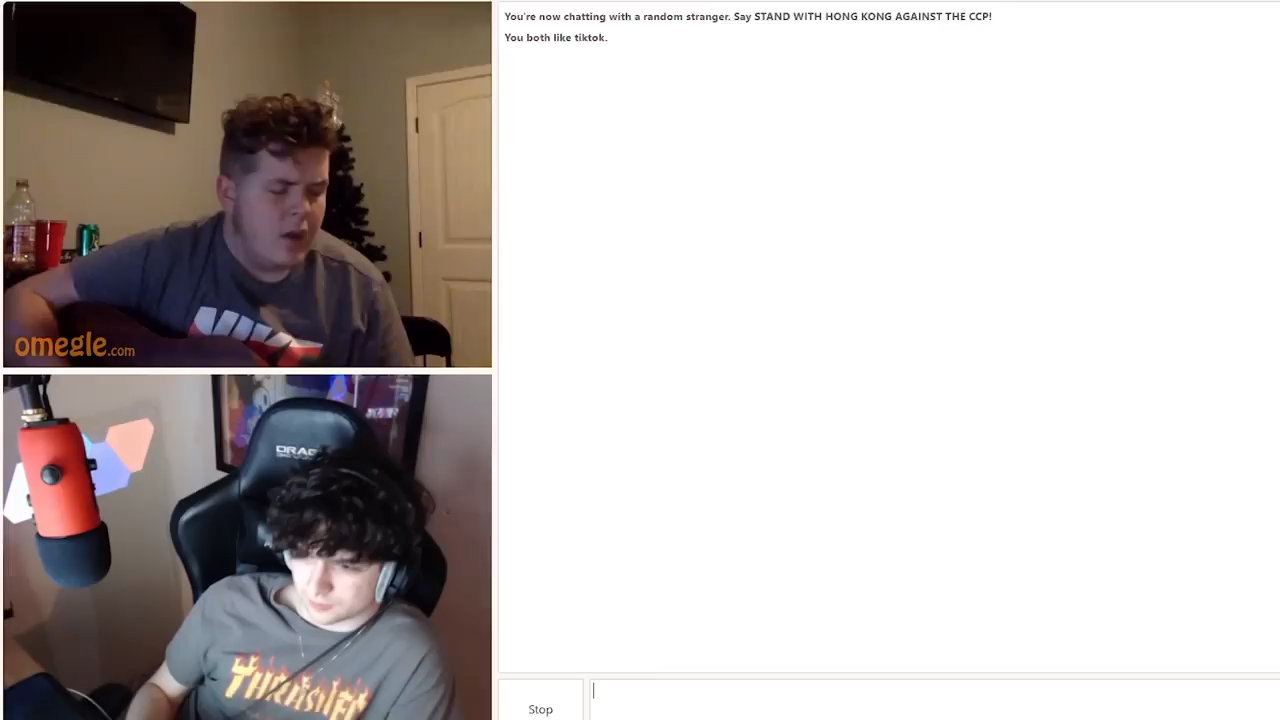 You're now chatting with a random stranger. Say STAND WITH HONG KONG AGAINST THE CCP!
You both like tiktok.
omegle.com
THRASHER
Stop